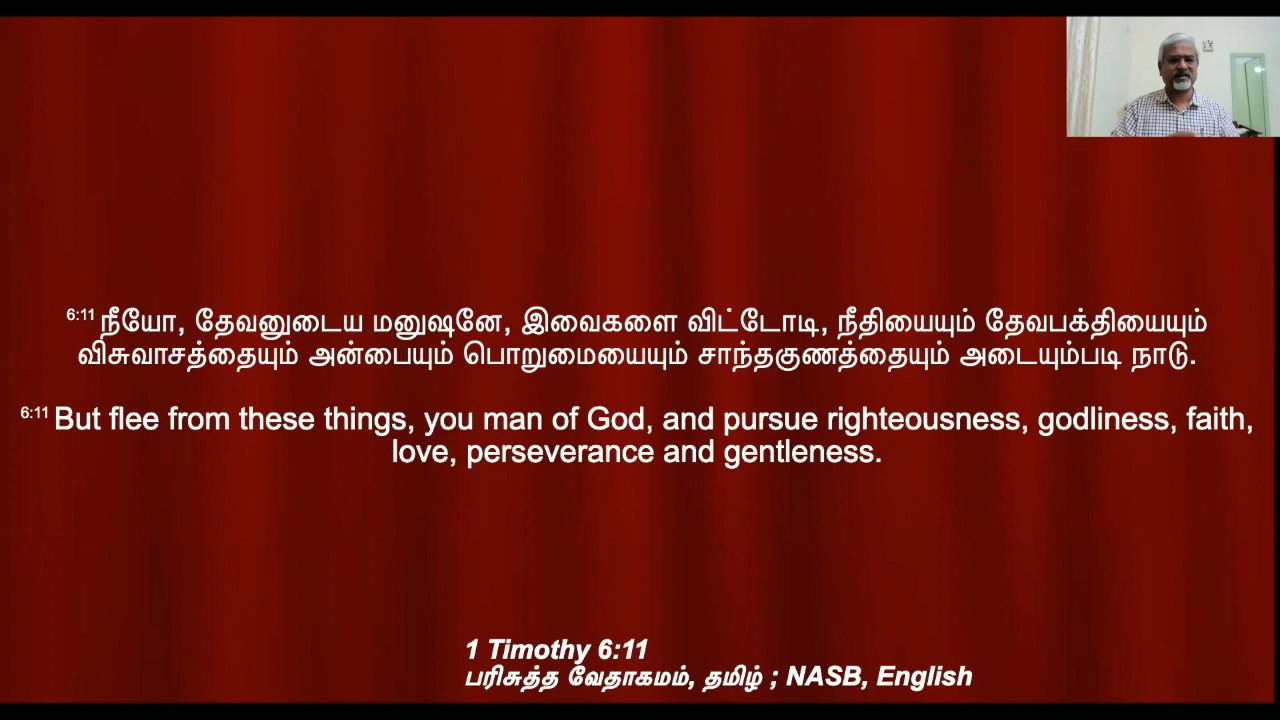 6:11 நீயோ, தேவனுடைய மனுஷனே, இவைகளை விட்டோடி, நீதியையும் தேவபக்தியையும்
விசுவாசத்தையும் அன்பையும் பொறுமையையும் சாந்தகுணத்தையும் அடையும்படி நாடு.
6:11 But flee from these things, you man of God, and pursue righteousness, godliness, faith,
love, perseverance and gentleness.
1 Timothy 6:11
பரிசுத்த வேதாகமம், தமிழ் ; NASB, English